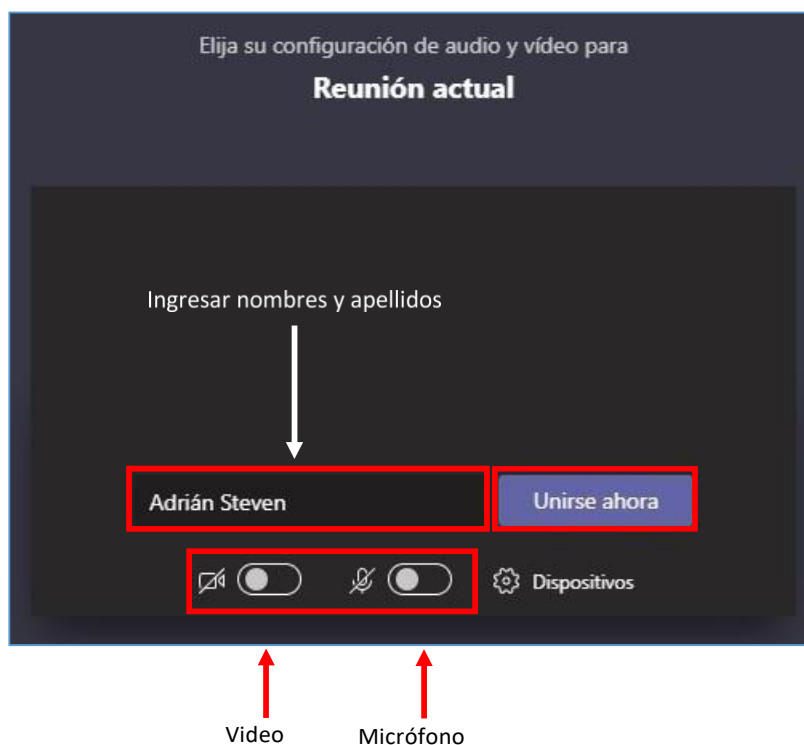 Elija su configuración de audio y vídeo para
Reunión actual
Ingresar nombres y apellidos
Adrián Steven
Unirse ahora
Dispositivos
Video
Micrófono